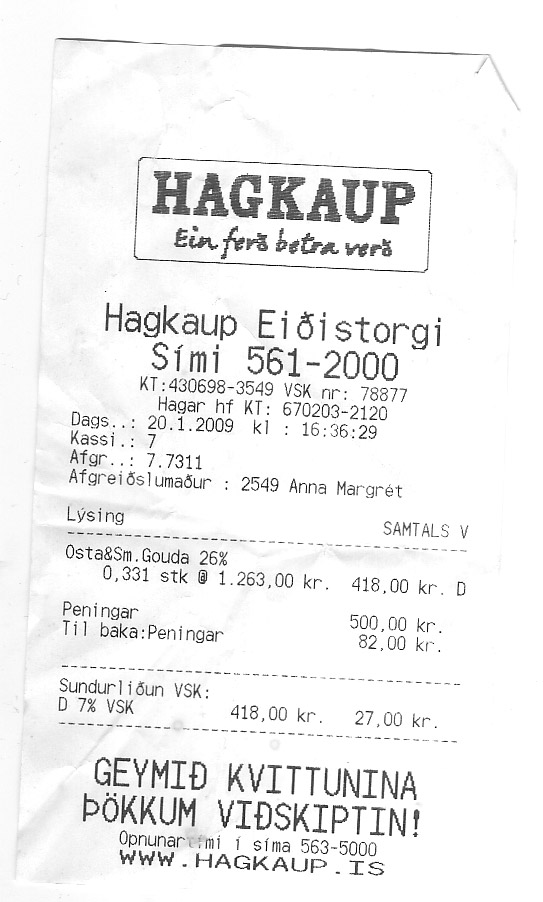 HAGKAUP
Ein ferð betra verð
Hagkaup Eiðistorgi
Sími 561-2000
KT:430698-3549 VSK nr: 78877
Hagar hf KT: 670203-2120
Dags..: 20.1.2009 kl : 16:36:29
Kassi.: 7
Afgr..: 7.7311
Afgreiðslumaður : 2549 Anna Margrét
Lýsing SAMTALS V
Osta&Sm.Gouda 26%
0,331 stk @ 1.263,00 kr. 418,00 kr. D
Peningar 500,00 kr.
Til baka:Peningar 82,00 kr.
Sundurliðun VSK:
D 7% VSK 418,00 kr. 27,00 kr.
GEYMIÐ KVITTUNINA
ÞÖKKUM VIÐSKIPTIN!
Opnunartími í síma 563-5000
WWW.HAGKAUP.IS